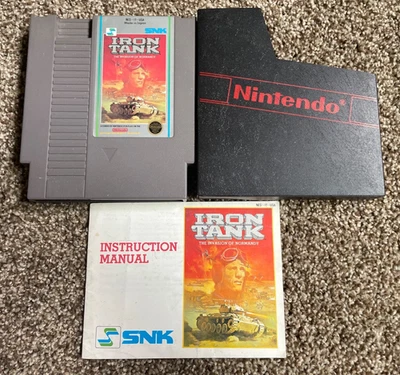 IRON
TANK
THE INVASION OF NORMANDY
SNK
Nintendo®
INSTRUCTION
MANUAL
SNK
IRON
TANK
THE INVASION OF NORMANDY